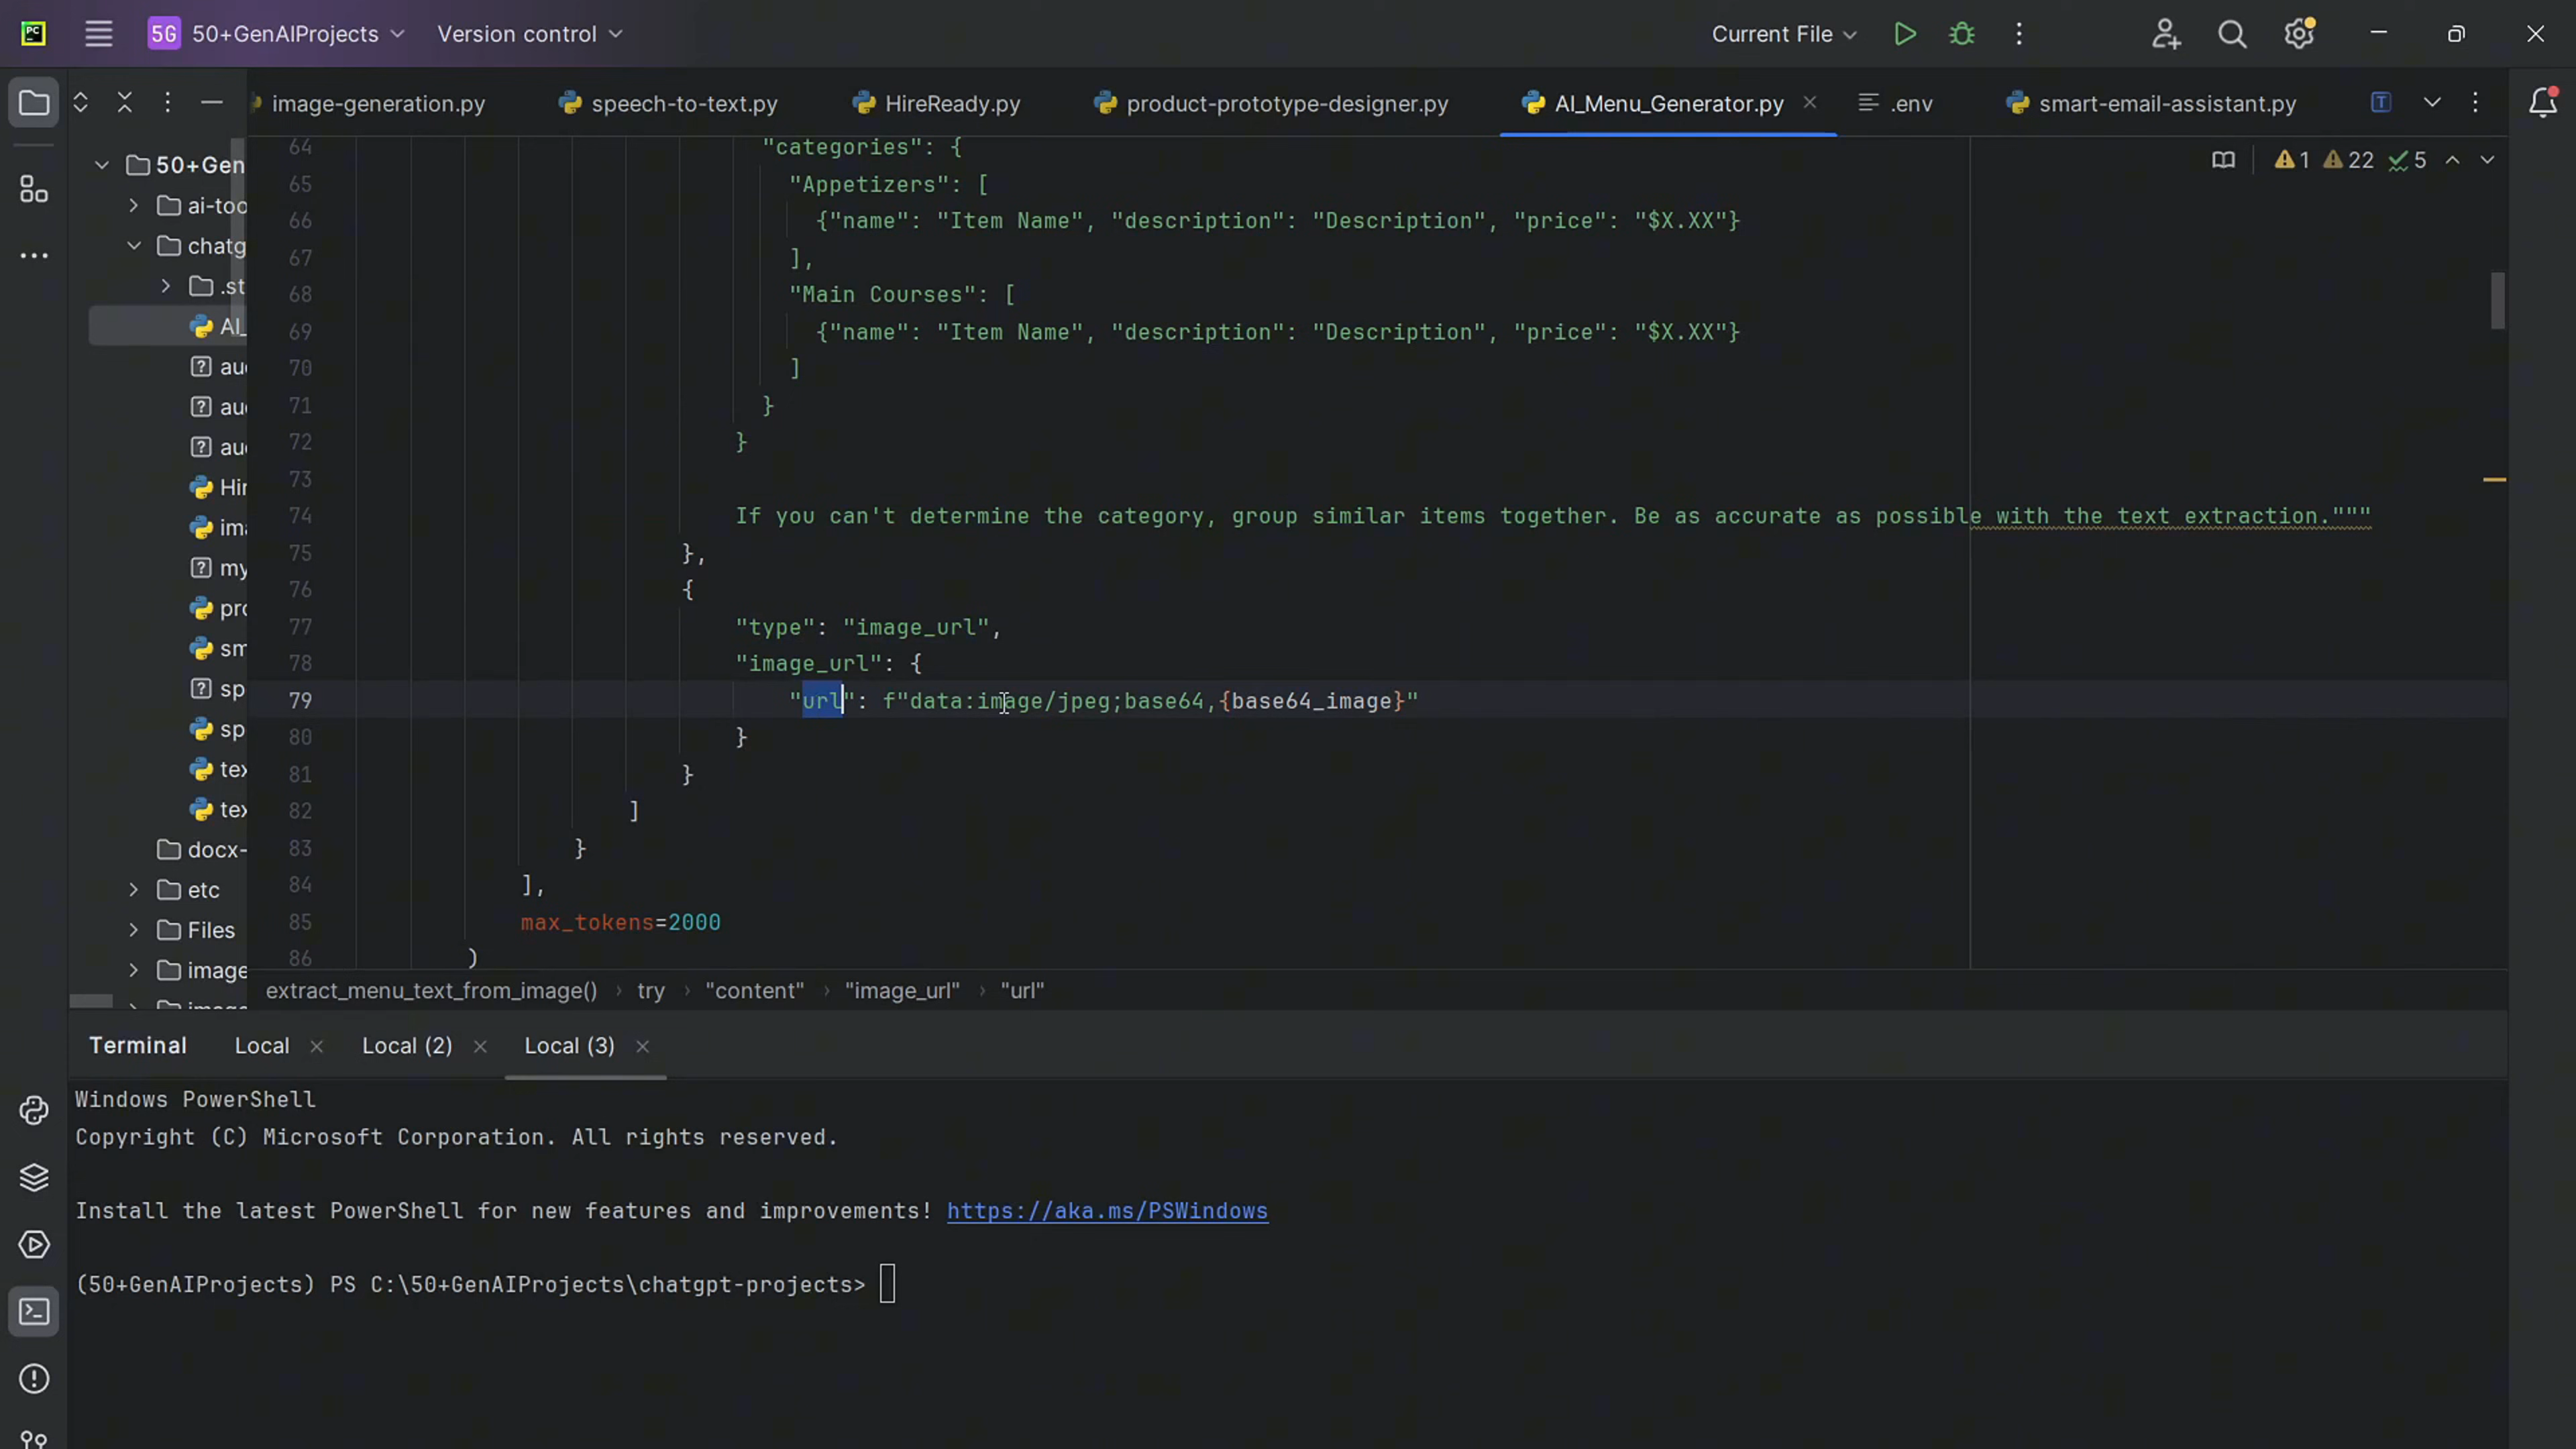 PC 5G 50+GenAIProjects Version control Current File
image-generation.py speech-to-text.py HireReady.py product-prototype-designer.py AI_Menu_Generator.py .env smart-email-assistant.py
1 22 5
50+Gen
ai-too
chatg
.st
AI_
au
au
au
Hir
ima
my
pro
sm
sp
sp
tex
tex
docx-
etc
Files
image
64 "categories": {
65 "Appetizers": [
66 {"name": "Item Name", "description": "Description", "price": "$X.XX"}
67 ],
68 "Main Courses": [
69 {"name": "Item Name", "description": "Description", "price": "$X.XX"}
70 ]
71 }
72 }
73
74 If you can't determine the category, group similar items together. Be as accurate as possible with the text extraction."""
75 },
76 {
77 "type": "image_url",
78 "image_url": {
79 "url": f"data:image/jpeg;base64,{base64_image}"
80 }
81 }
82 ]
83 }
84 ],
85 max_tokens=2000
86 )
extract_menu_text_from_image() › try › "content" › "image_url" › "url"
Terminal Local Local (2) Local (3)
Windows PowerShell
Copyright (C) Microsoft Corporation. All rights reserved.
Install the latest PowerShell for new features and improvements! https://aka.ms/PSWindows
(50+GenAIProjects) PS C:\50+GenAIProjects\chatgpt-projects>